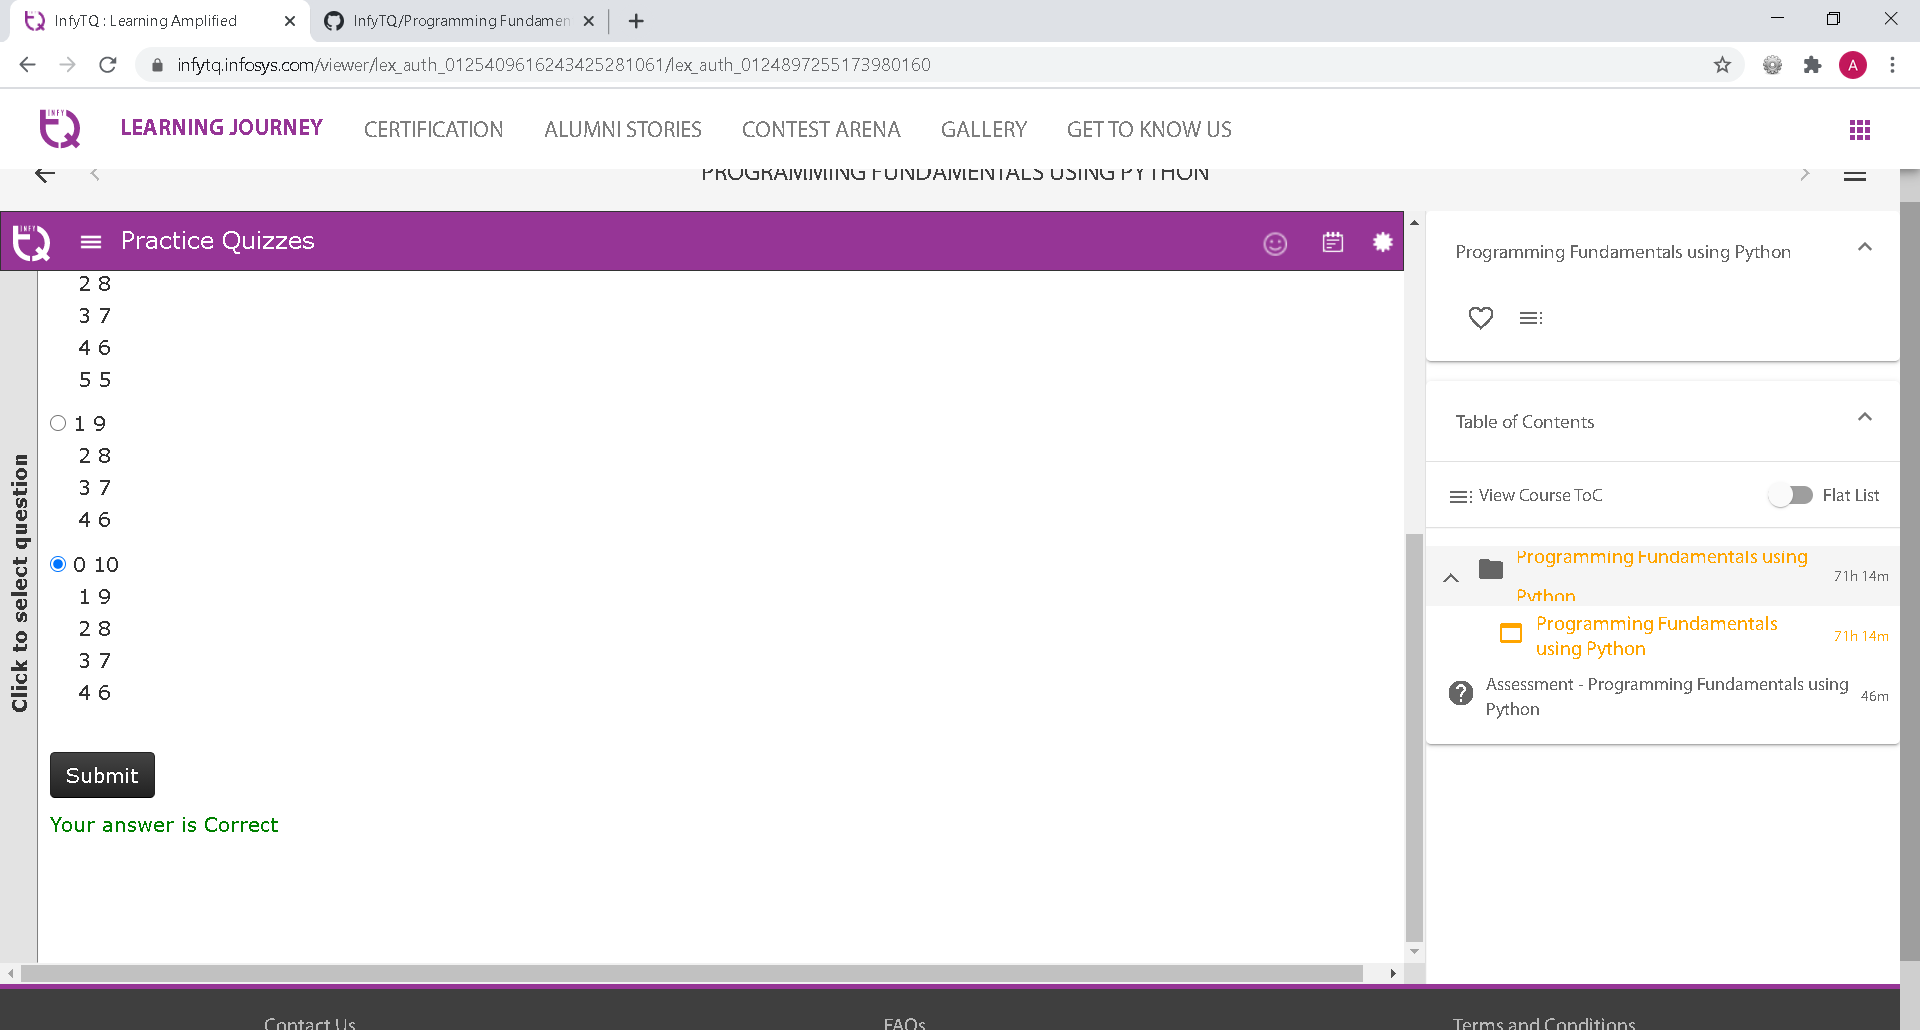 InfyTQ : Learning Amplified
InfyTQ/Programming Fundamen
infytq.infosys.com/viewer/lex_auth_01254096162434252810​61/lex_auth_0124897255173980160
A
INFY TQ
LEARNING JOURNEY
CERTIFICATION
ALUMNI STORIES
CONTEST ARENA
GALLERY
GET TO KNOW US
PROGRAMMING FUNDAMENTALS USING PYTHON
INFY TQ
Practice Quizzes
Click to select question
2 8
3 7
4 6
5 5
1 9
2 8
3 7
4 6
0 10
1 9
2 8
3 7
4 6
Submit
Your answer is Correct
Programming Fundamentals using Python
Table of Contents
View Course ToC
Flat List
Programming Fundamentals using
Python
71h 14m
Programming Fundamentals
using Python
71h 14m
Assessment - Programming Fundamentals using
Python
46m
Contact Us
FAQs
Terms and Conditions